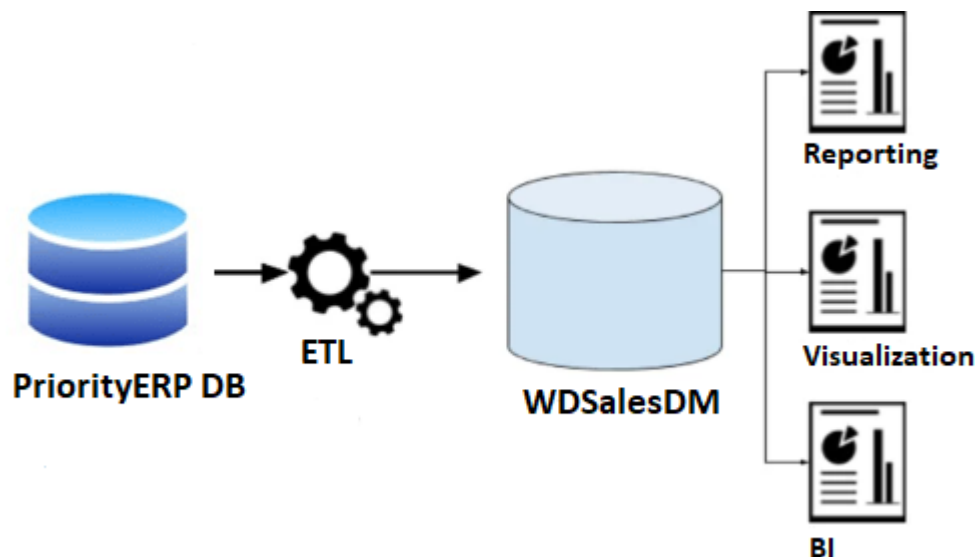 Reporting
PriorityERP DB
ETL
WDSalesDM
Visualization
BI